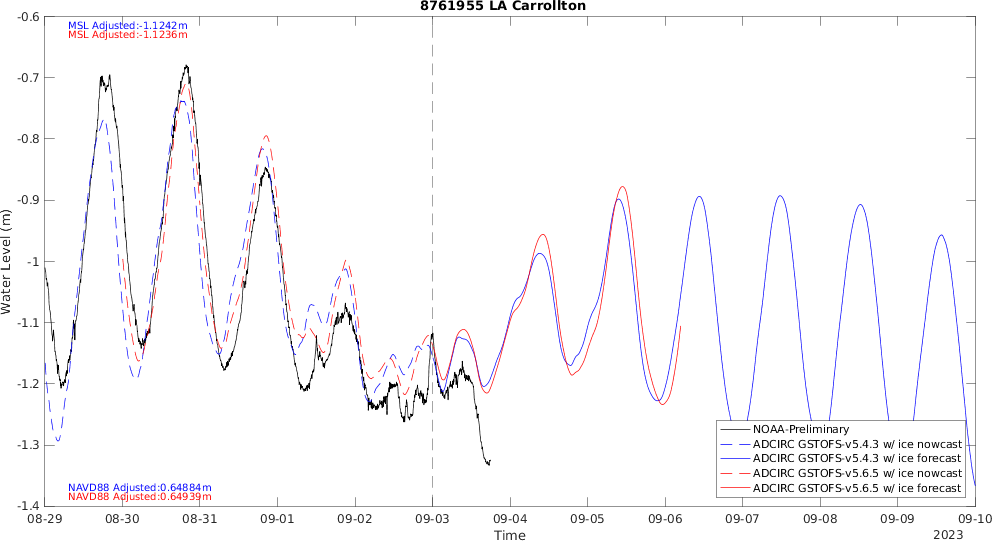 8761955 LA Carrollton
MSL Adjusted:-1.1242m
MSL Adjusted:-1.1236m
Water Level (m)
-0.6
-0.7
-0.8
-0.9
-1
-1.1
-1.2
-1.3
-1.4
NOAA-Preliminary
ADCIRC GSTOFS-v5.4.3 w/ ice nowcast
ADCIRC GSTOFS-v5.4.3 w/ ice forecast
ADCIRC GSTOFS-v5.6.5 w/ ice nowcast
ADCIRC GSTOFS-v5.6.5 w/ ice forecast
NAVD88 Adjusted:0.64884m
NAVD88 Adjusted:0.64939m
08-29 08-30 08-31 09-01 09-02 09-03 09-04 09-05 09-06 09-07 09-08 09-09 09-10
Time
2023